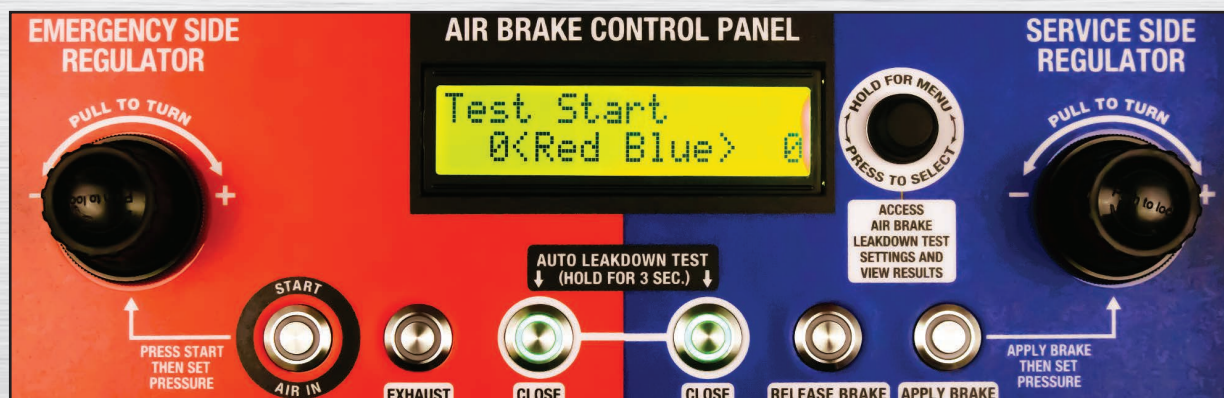 EMERGENCY SIDE
REGULATOR
PULL TO TURN
- +
AIR BRAKE CONTROL PANEL
Test Start
0<Red Blue> 0
HOLD FOR MENU
PRESS TO SELECT
ACCESS
AIR BRAKE
LEAKDOWN TEST
SETTINGS AND
VIEW RESULTS
SERVICE SIDE
REGULATOR
PULL TO TURN
- +
to loc
AUTO LEAKDOWN TEST
(HOLD FOR 3 SEC.)
PRESS START
THEN SET
PRESSURE
START
AIR IN
EXHAUST
CLOSE
CLOSE
RELEASE BRAKE
APPLY BRAKE
APPLY BRAKE
THEN SET
PRESSURE